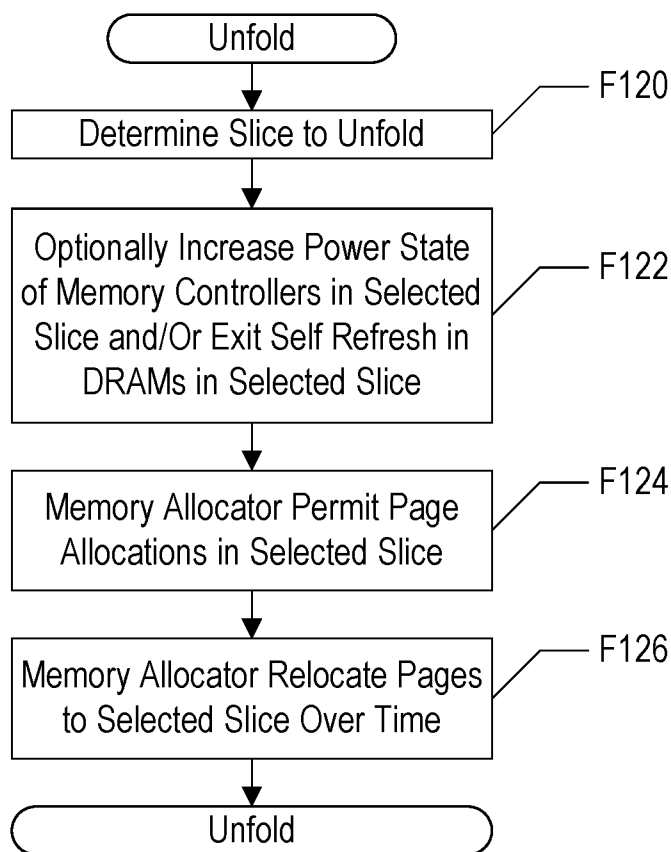 Unfold
F120
Determine Slice to Unfold
Optionally Increase Power State
of Memory Controllers in Selected
Slice and/Or Exit Self Refresh in
DRAMs in Selected Slice
F122
Memory Allocator Permit Page
Allocations in Selected Slice
F124
Memory Allocator Relocate Pages
to Selected Slice Over Time
F126
Unfold